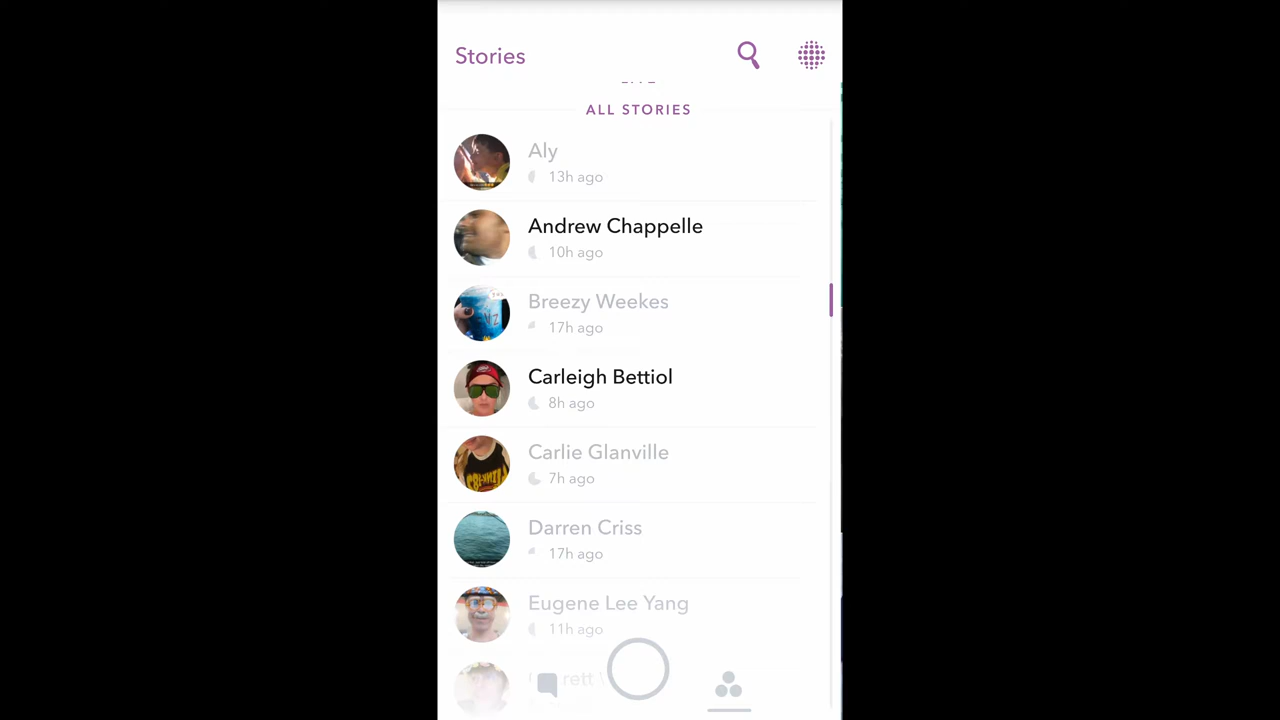 Stories
ALL STORIES
Aly
13h ago
Andrew Chappelle
10h ago
Breezy Weekes
17h ago
Carleigh Bettiol
8h ago
Carlie Glanville
7h ago
Darren Criss
17h ago
Eugene Lee Yang
11h ago